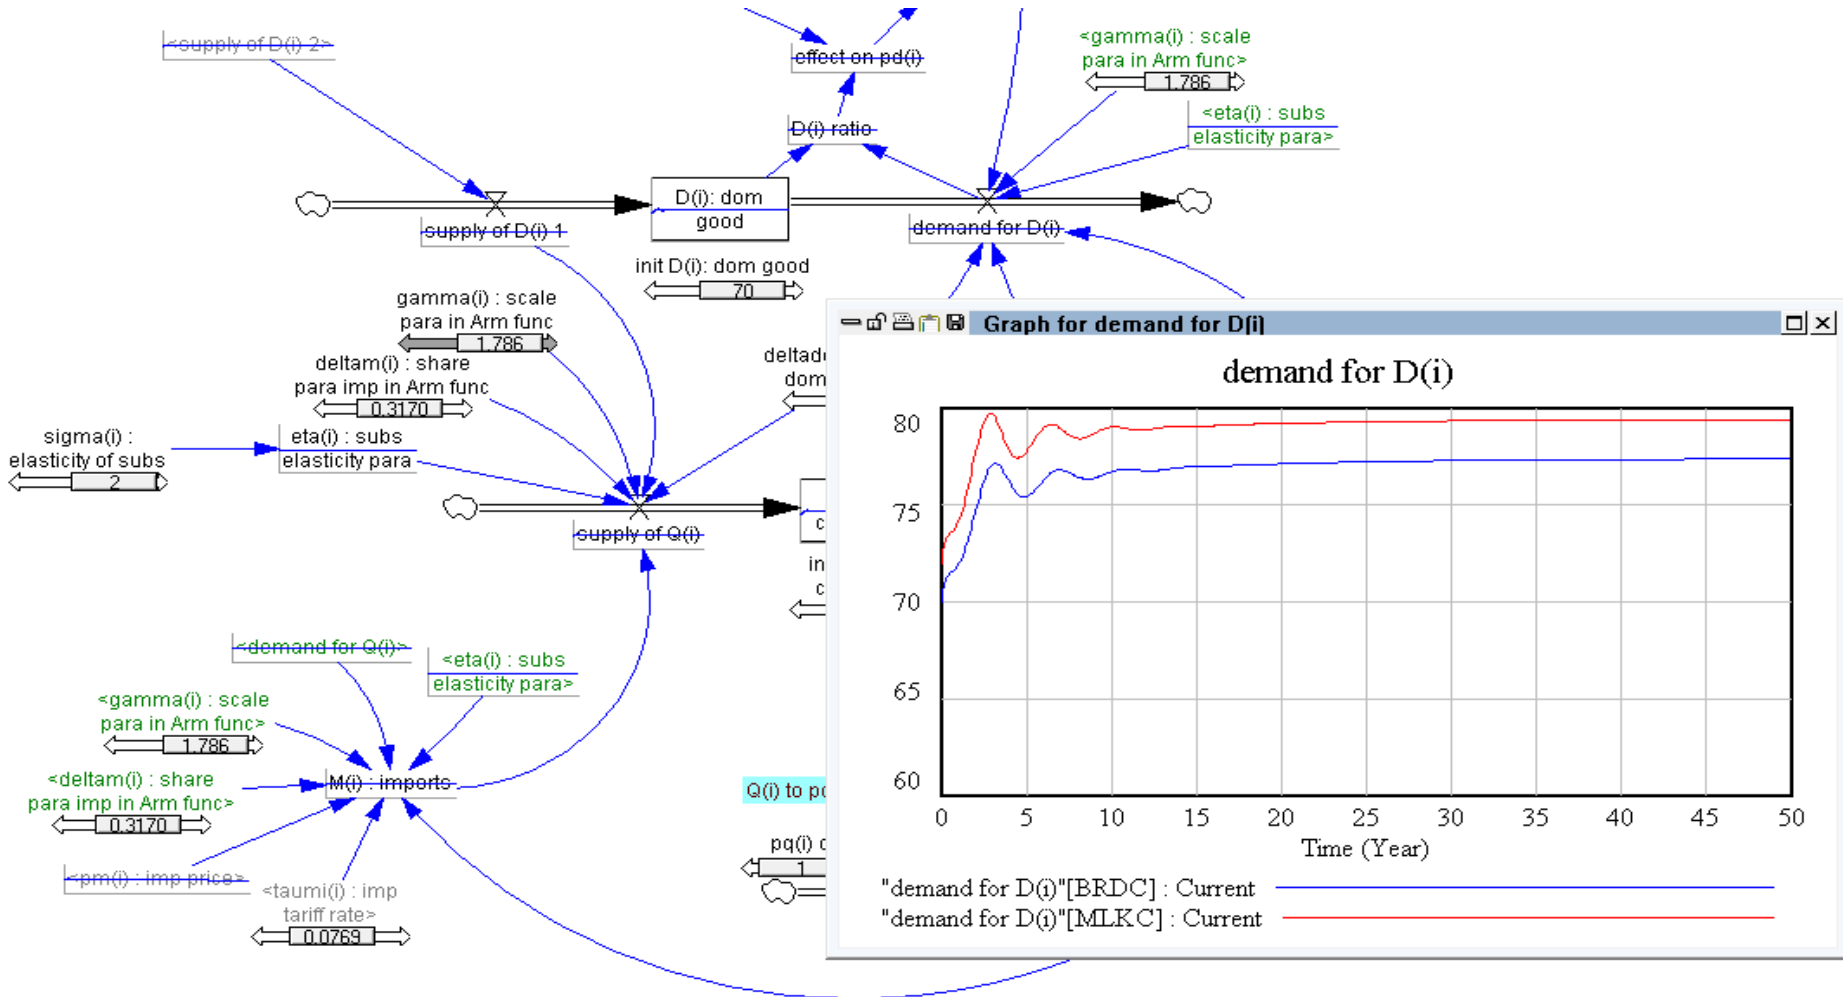 <supply of D(i) 2>
effect on pd(i)
<gamma(i) : scale
para in Arm func>
1.786
D(i) ratio
<eta(i) : subs
elasticity para>
D(i): dom
good
supply of D(i) 1
demand for D(i)
init D(i): dom good
70
gamma(i) : scale
para in Arm func
1.786
deltam(i) : share
para imp in Arm func
0.3170
sigma(i) :
elasticity of subs
2
eta(i) : subs
elasticity para
supply of Q(i)
deltad
dom
c
in
c
<demand for Q(i)>
<eta(i) : subs
elasticity para>
<gamma(i) : scale
para in Arm func>
1.786
<deltam(i) : share
para imp in Arm func>
0.3170
M(i) : imports
<pm(i) : imp price>
<taumi(i) : imp
tariff rate>
0.0769
Q(i) to
pq(i)
1
Graph for demand for D(i)
demand for D(i)
80
75
70
65
60
0 5 10 15 20 25 30 35 40 45 50
Time (Year)
"demand for D(i)"[BRDC] : Current
"demand for D(i)"[MLKC] : Current